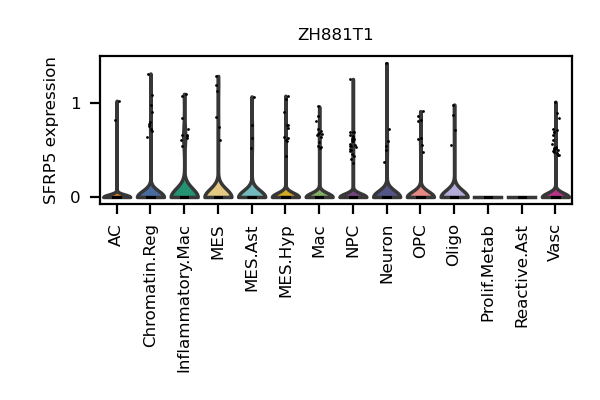 ZH881T1
SFRP5 expression
1
0
AC
Chromatin.Reg
Inflammatory.Mac
MES
MES.Ast
MES.Hyp
Mac
NPC
Neuron
OPC
Oligo
Prolif.Metab
Reactive.Ast
Vasc